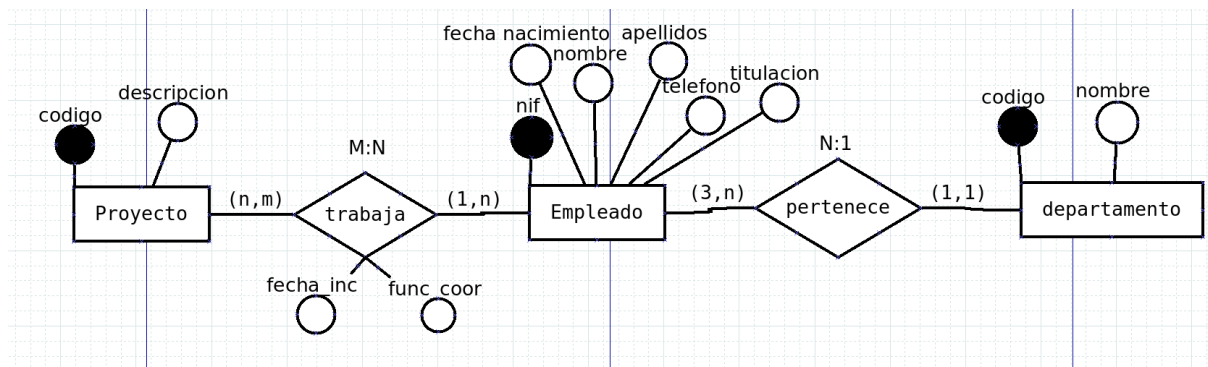 fecha nacimiento
apellidos
nombre
titulacion
telefono
descripcion
codigo
nif
codigo
nombre
M:N
N:1
(n,m)
(1,n)
(3,n)
(1,1)
Proyecto
trabaja
Empleado
pertenece
departamento
fecha_inc
func_coor